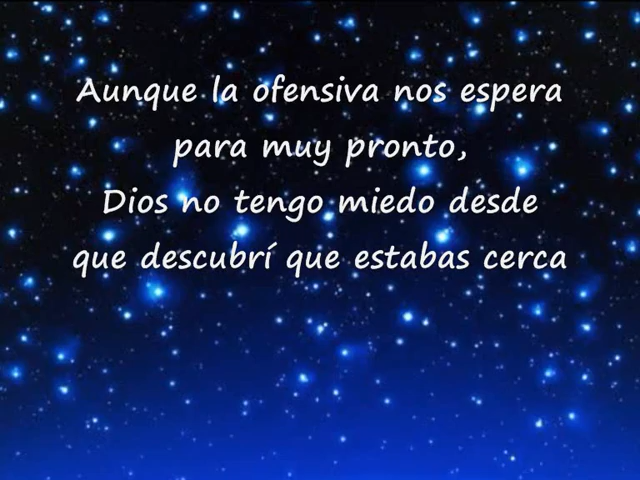 Aunque la ofensiva nos espera
para muy pronto,
Dios no tengo miedo desde
que descubrí que estabas cerca